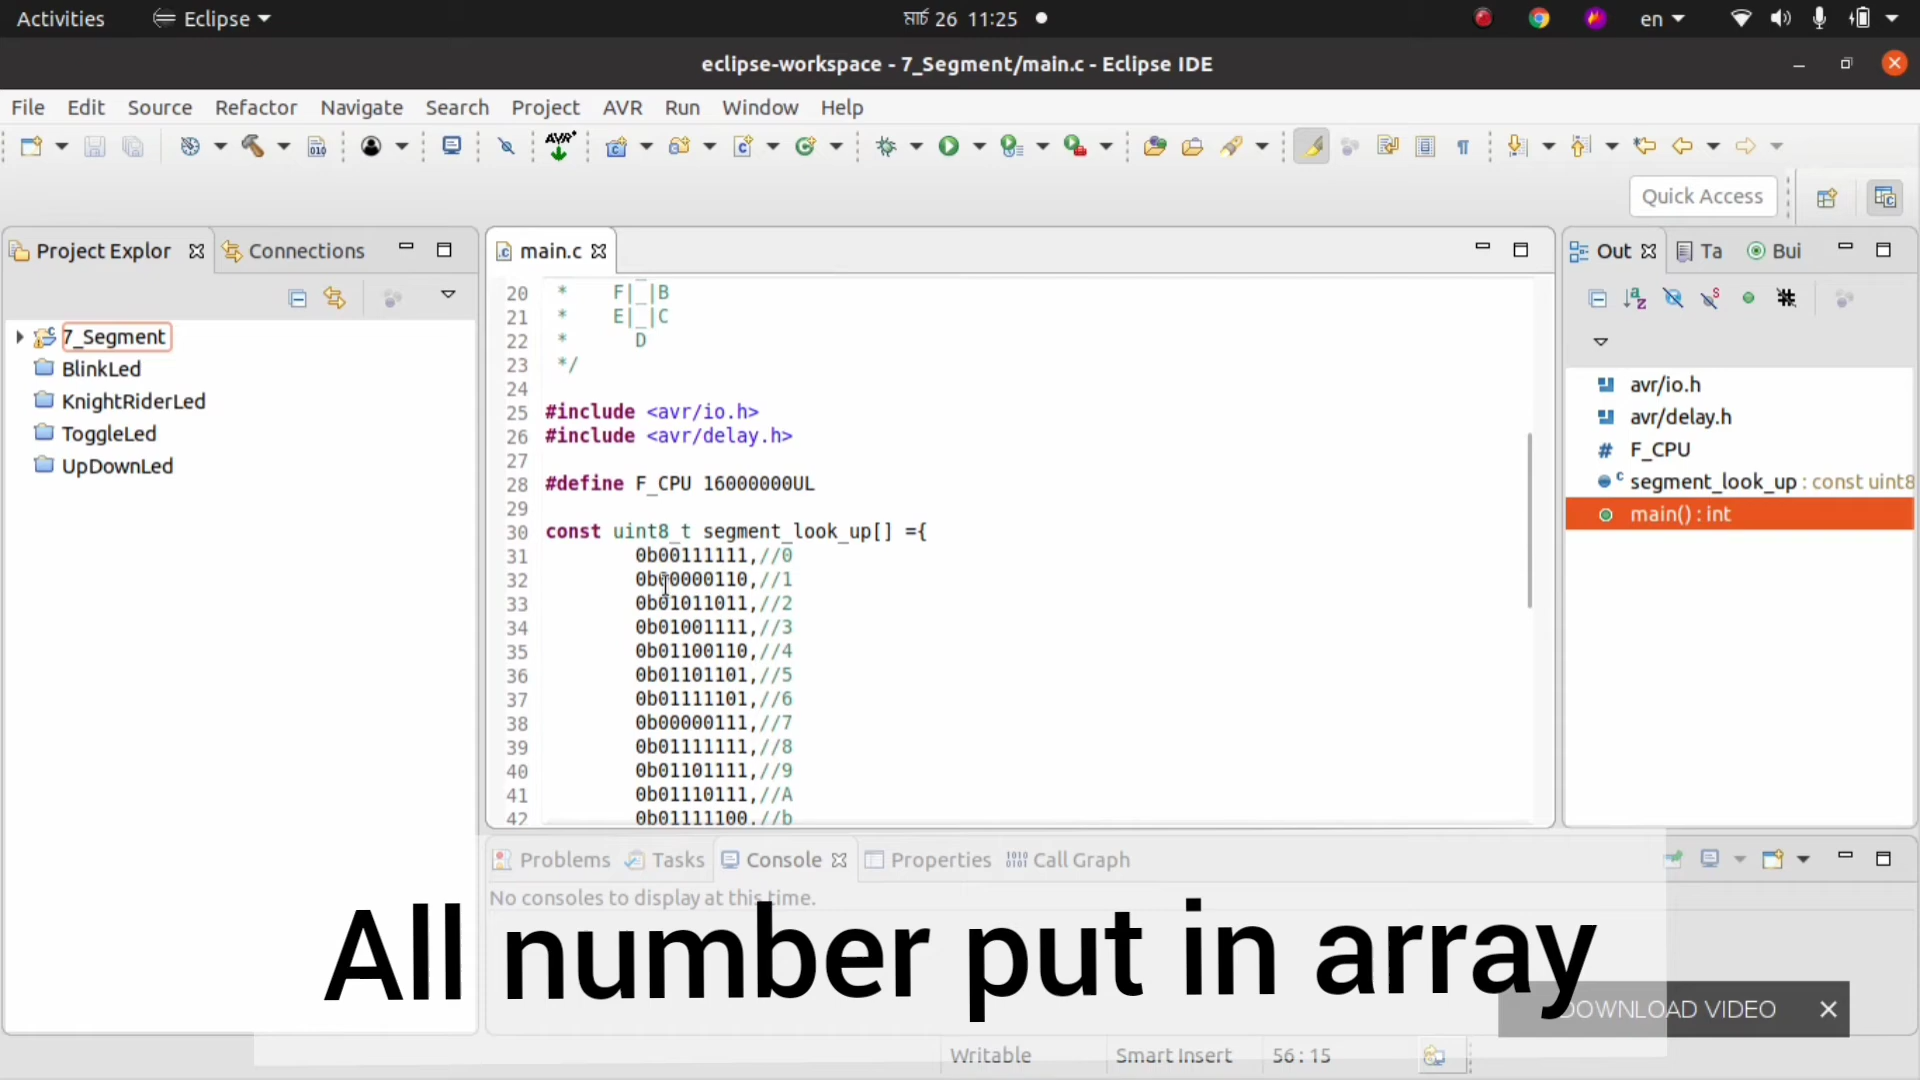 Activities Eclipse মার্চ 26 11:25 en
eclipse-workspace - 7_Segment/main.c - Eclipse IDE
File Edit Source Refactor Navigate Search Project AVR Run Window Help
AVR
Quick Access
Project Explor Connections
7_Segment
BlinkLed
KnightRiderLed
ToggleLed
UpDownLed
main.c
20 * F|_|B
21 * E|_|C
22 * D
23 */
24
25 #include <avr/io.h>
26 #include <avr/delay.h>
27
28 #define F_CPU 16000000UL
29
30 const uint8_t segment_look_up[] ={
31 0b00111111,//0
32 0b00000110,//1
33 0b01011011,//2
34 0b01001111,//3
35 0b01100110,//4
36 0b01101101,//5
37 0b01111101,//6
38 0b00000111,//7
39 0b01111111,//8
40 0b01101111,//9
41 0b01110111,//A
42 0b01111100,//b
Out Ta Bui
avr/io.h
avr/delay.h
# F_CPU
segment_look_up : const uint8
main() : int
Problems Tasks Console Properties Call Graph
No consoles to display at this time.
All number put in array
DOWNLOAD VIDEO
Writable Smart Insert 56 : 15